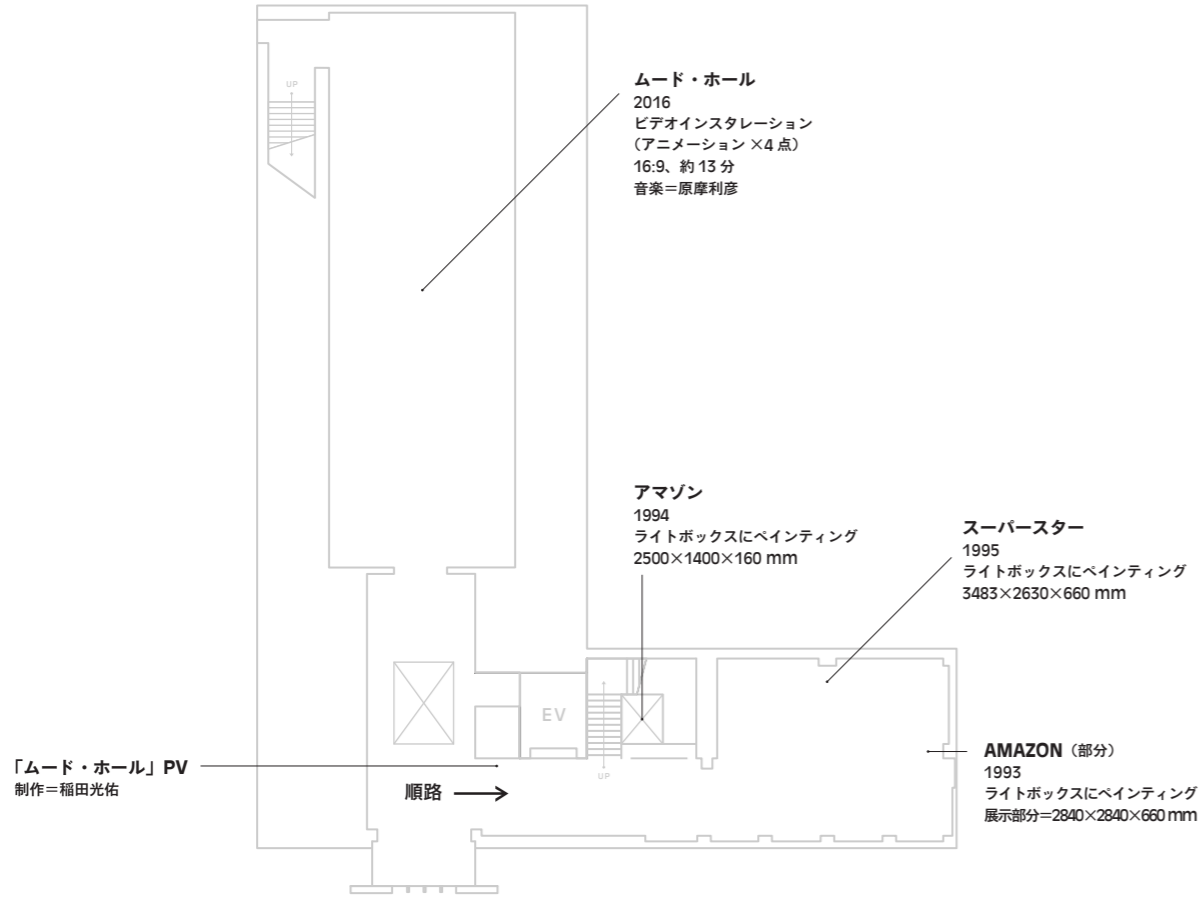 UP
ムード・ホール
2016
ビデオインスタレーション
(アニメーション ×4 点)
16:9、約 13 分
音楽=原摩利彦
アマゾン
1994
ライトボックスにペインティング
2500×1400×160 mm
スーパースター
1995
ライトボックスにペインティング
3483×2630×660 mm
EV
UP
AMAZON(部分)
1993
ライトボックスにペインティング
展示部分=2840×2840×660 mm
「ムード・ホール」PV
制作=稲田光佑
順路